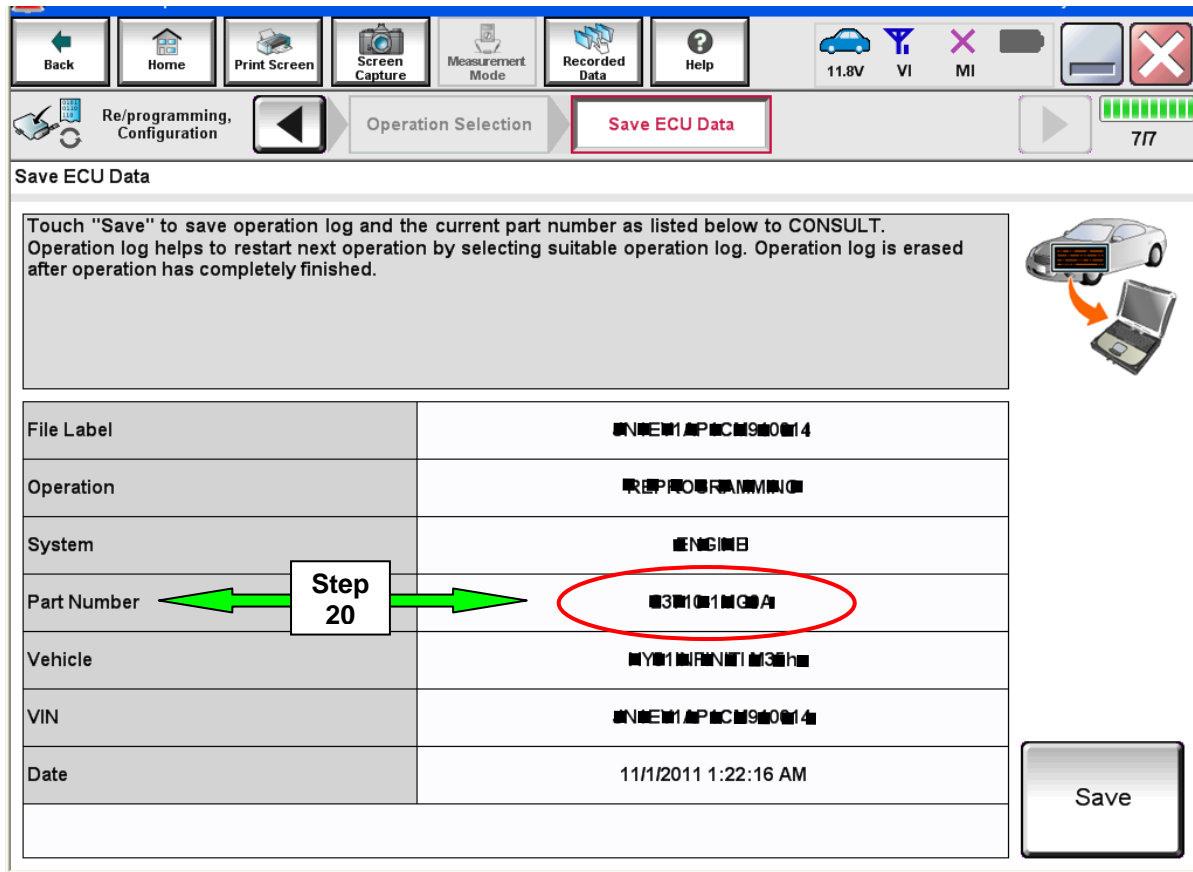 Back
Home
Print Screen
Screen
Capture
Measurement
Mode
Recorded
Data
Help
11.8V
VI
MI
Re/programming,
Configuration
Operation Selection
Save ECU Data
7/7
Save ECU Data
Touch "Save" to save operation log and the current part number as listed below to CONSULT.
Operation log helps to restart next operation by selecting suitable operation log. Operation log is erased
after operation has completely finished.
File Label
Operation
System
Part Number
Step
20
Vehicle
VIN
Date
11/1/2011 1:22:16 AM
Save